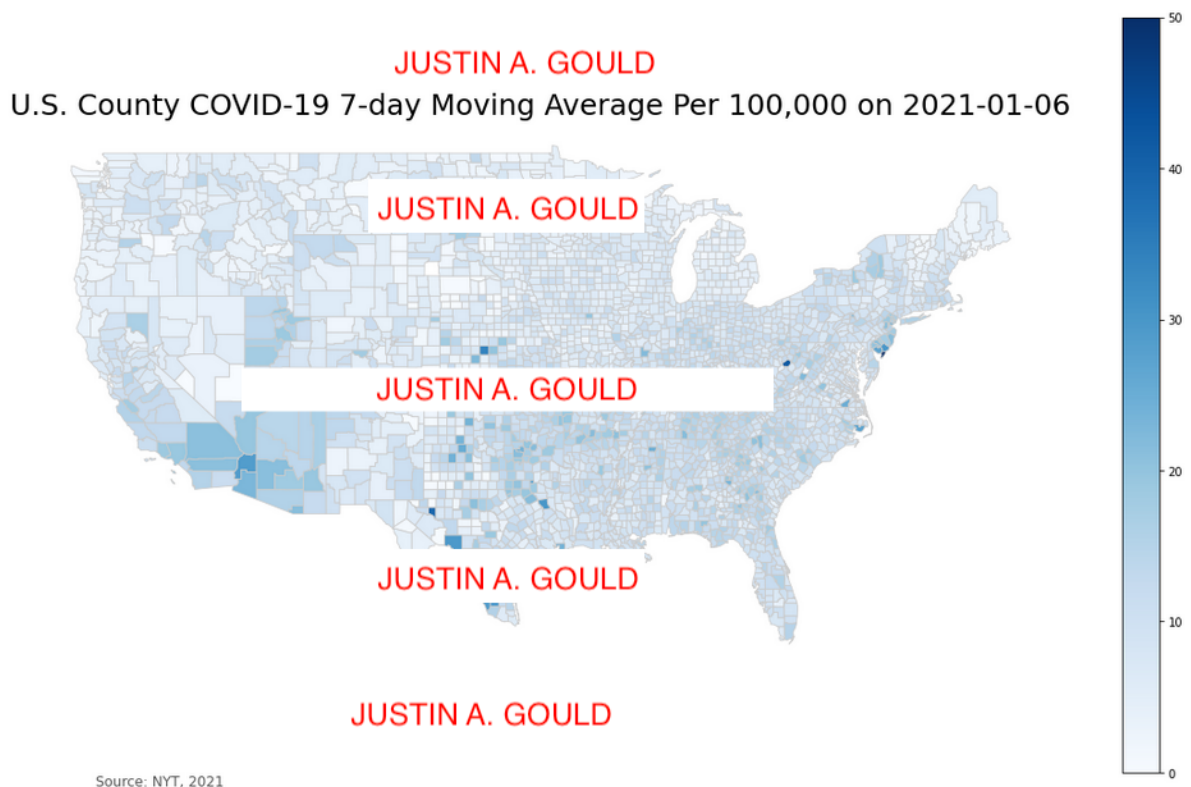 JUSTIN A. GOULD
U.S. County COVID-19 7-day Moving Average Per 100,000 on 2021-01-06
JUSTIN A. GOULD
JUSTIN A. GOULD
JUSTIN A. GOULD
JUSTIN A. GOULD
Source: NYT, 2021
50
40
30
20
10
0